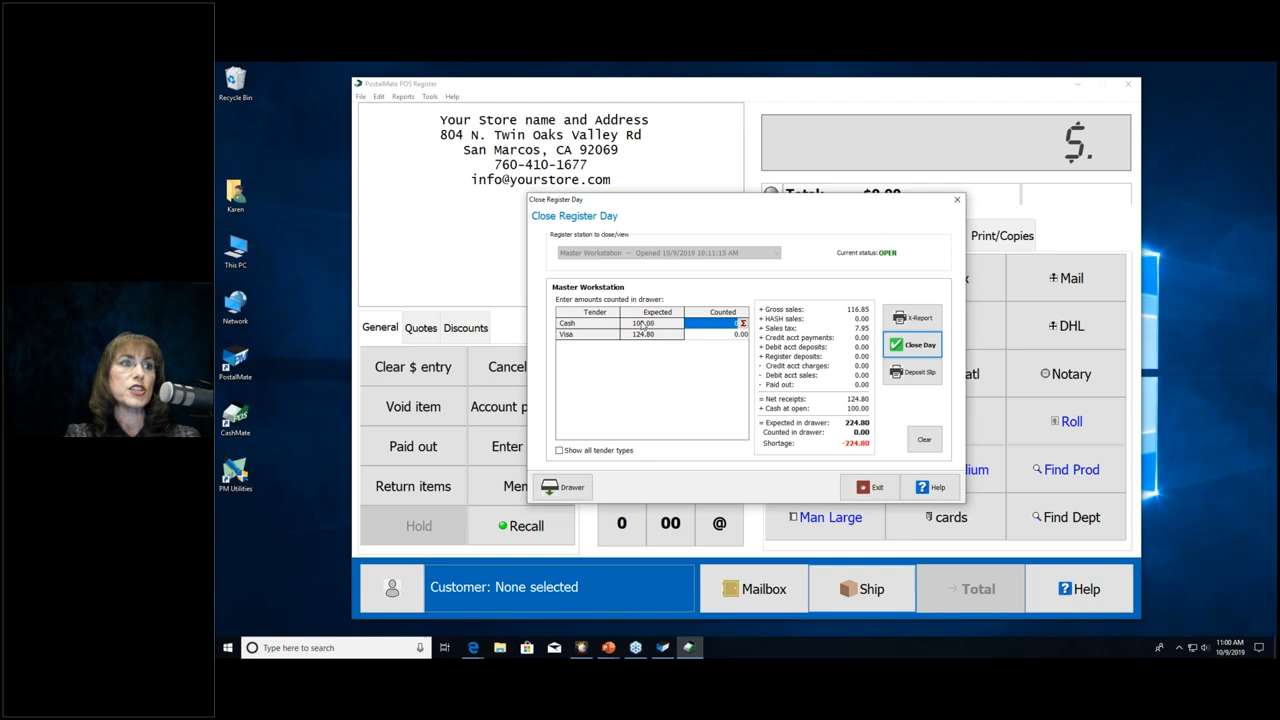 Recycle Bin
Karen
This PC
Network
PostalMate
CashMate
PM Utilities
PostalMate POS Register
File Edit Reports Tools Help
Your Store name and Address
804 N. Twin Oaks Valley Rd
San Marcos, CA 92069
760-410-1677
info@yourstore.com
$.
General Quotes Discounts
Clear $ entry
Void item
Account p
Paid out
Enter
Return items
Hold
Recall
0 00 @
Print/Copies
Mail
DHL
Notary
Roll
Find Prod
Man Large
cards
Find Dept
Close Register Day
Close Register Day
Register station to close/view
Master Workstation -- Opened 10/9/2019 10:11:15 AM
Current status: OPEN
Master Workstation
Enter amounts counted in drawer:
Tender Expected Counted
Cash 100.00
Visa 124.80 0.00
Show all tender types
+ Gross sales: 116.85
+ HASH sales: 0.00
+ Sales tax: 7.95
+ Credit acct payments: 0.00
+ Debit acct deposits: 0.00
+ Register deposits: 0.00
- Credit acct charges: 0.00
- Debit acct sales: 0.00
- Paid out: 0.00
= Net receipts: 124.80
+ Cash at open: 100.00
= Expected in drawer: 224.80
Counted in drawer: 0.00
Shortage: -224.80
X-Report
Close Day
Deposit Slip
Clear
Drawer
Exit
Help
Customer: None selected
Mailbox
Ship
Total
Help
Type here to search
11:00 AM
10/9/2019